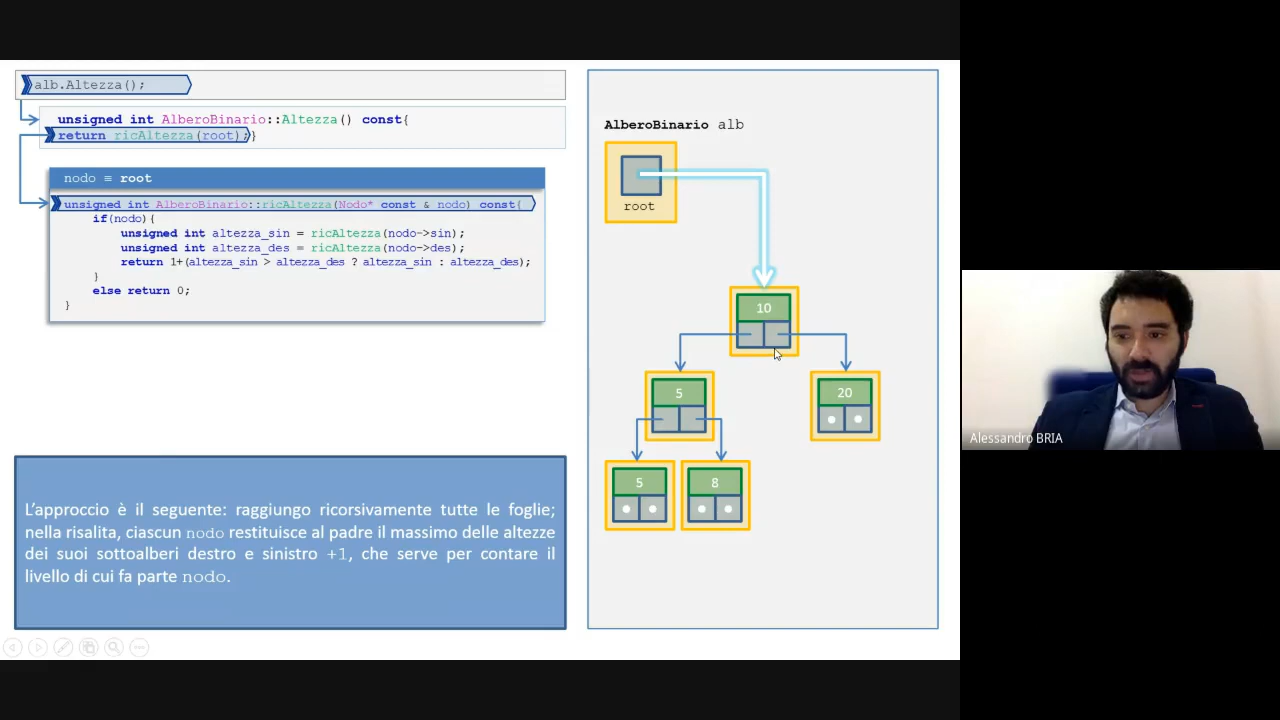 alb.Altezza();
unsigned int AlberoBinario::Altezza() const{
return ricAltezza(root);}
nodo ≡ root
unsigned int AlberoBinario::ricAltezza(Nodo* const & nodo) const{
if(nodo){
unsigned int altezza_sin = ricAltezza(nodo->sin);
unsigned int altezza_des = ricAltezza(nodo->des);
return 1+(altezza_sin > altezza_des ? altezza_sin : altezza_des);
}
else return 0;
}
L'approccio è il seguente: raggiungo ricorsivamente tutte le foglie;
nella risalita, ciascun nodo restituisce al padre il massimo delle altezze
dei suoi sottoalberi destro e sinistro +1, che serve per contare il
livello di cui fa parte nodo.
AlberoBinario alb
root
10
5
20
5
8
Alessandro BRIA